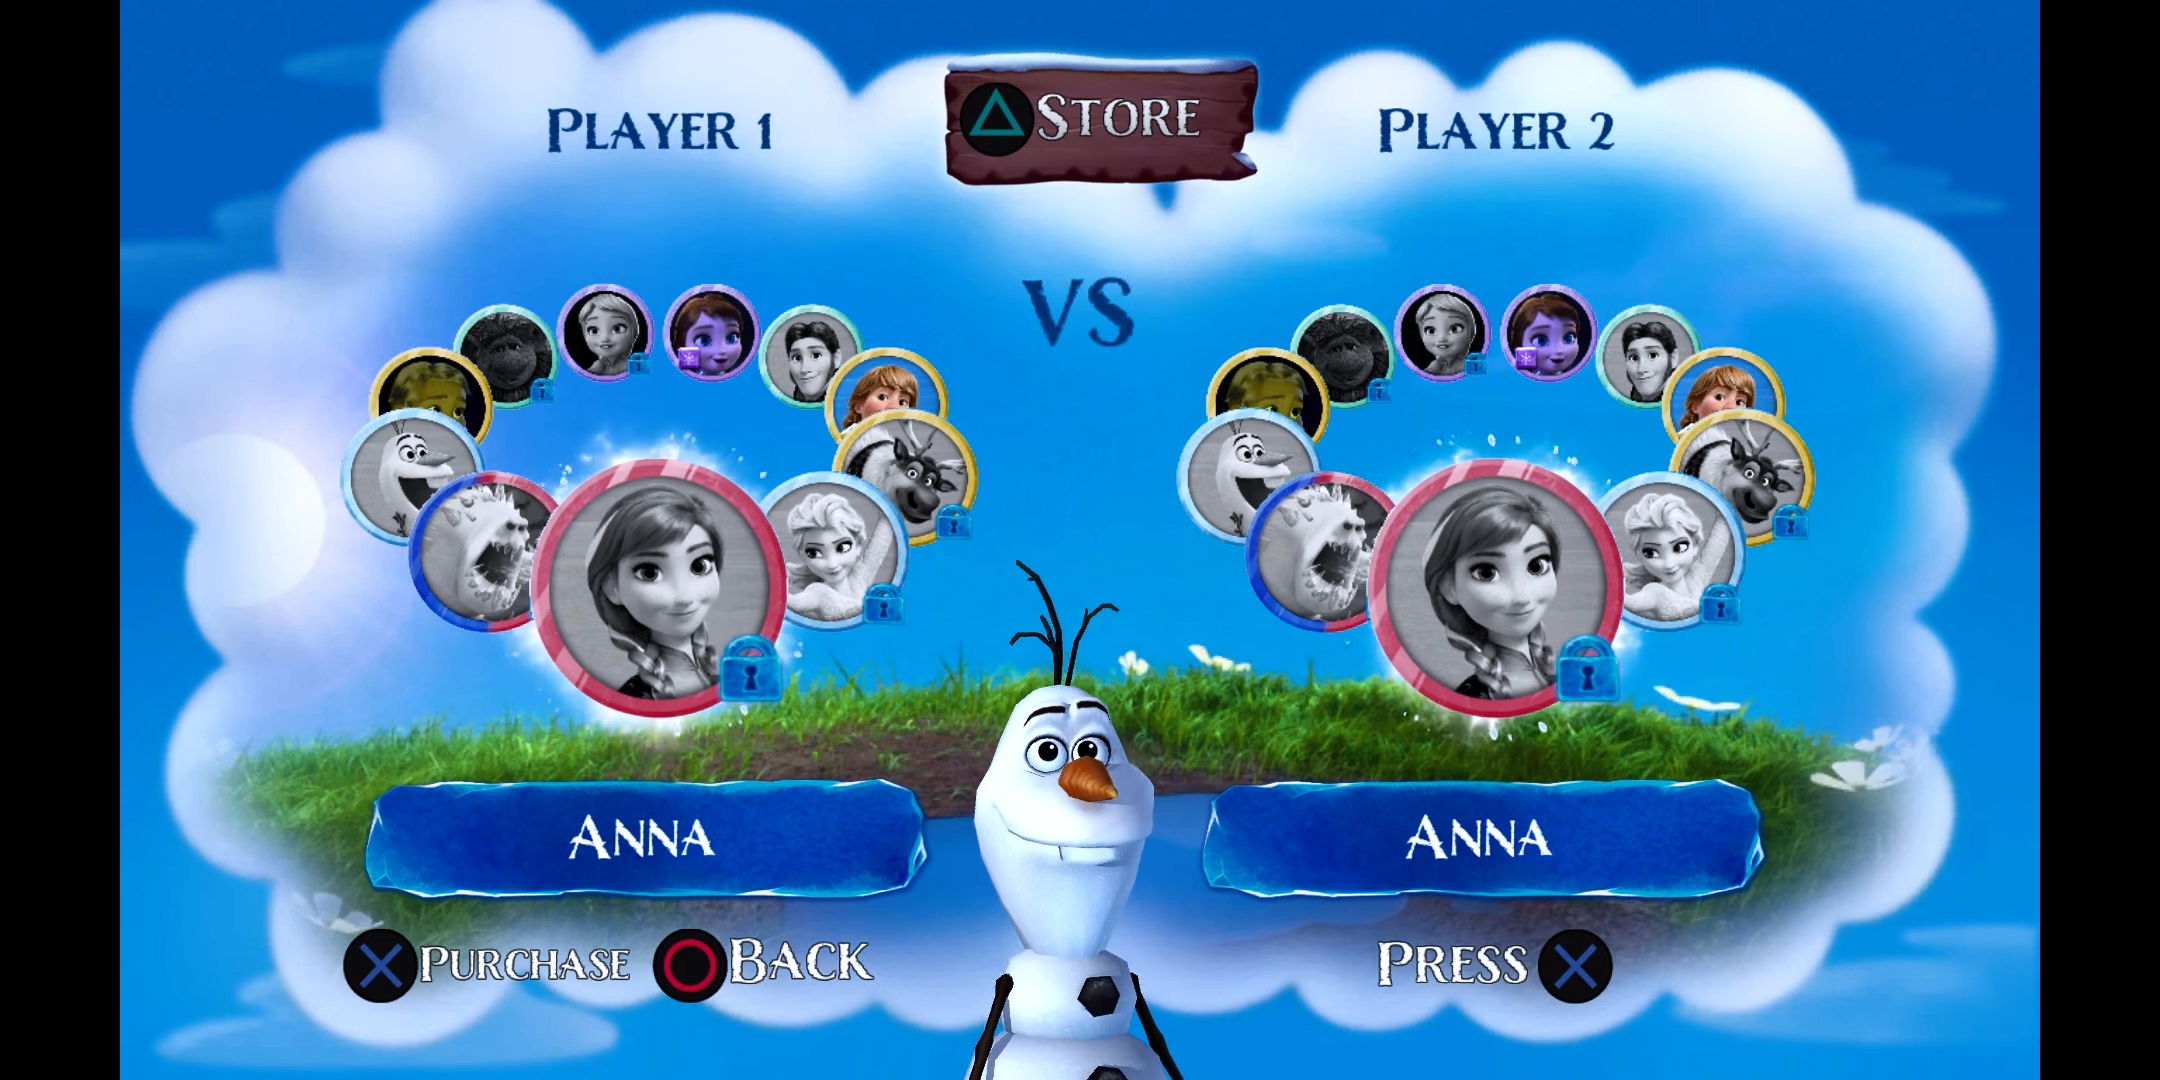 PLAYER 1
STORE
PLAYER 2
VS
ANNA
ANNA
PURCHASE
BACK
PRESS